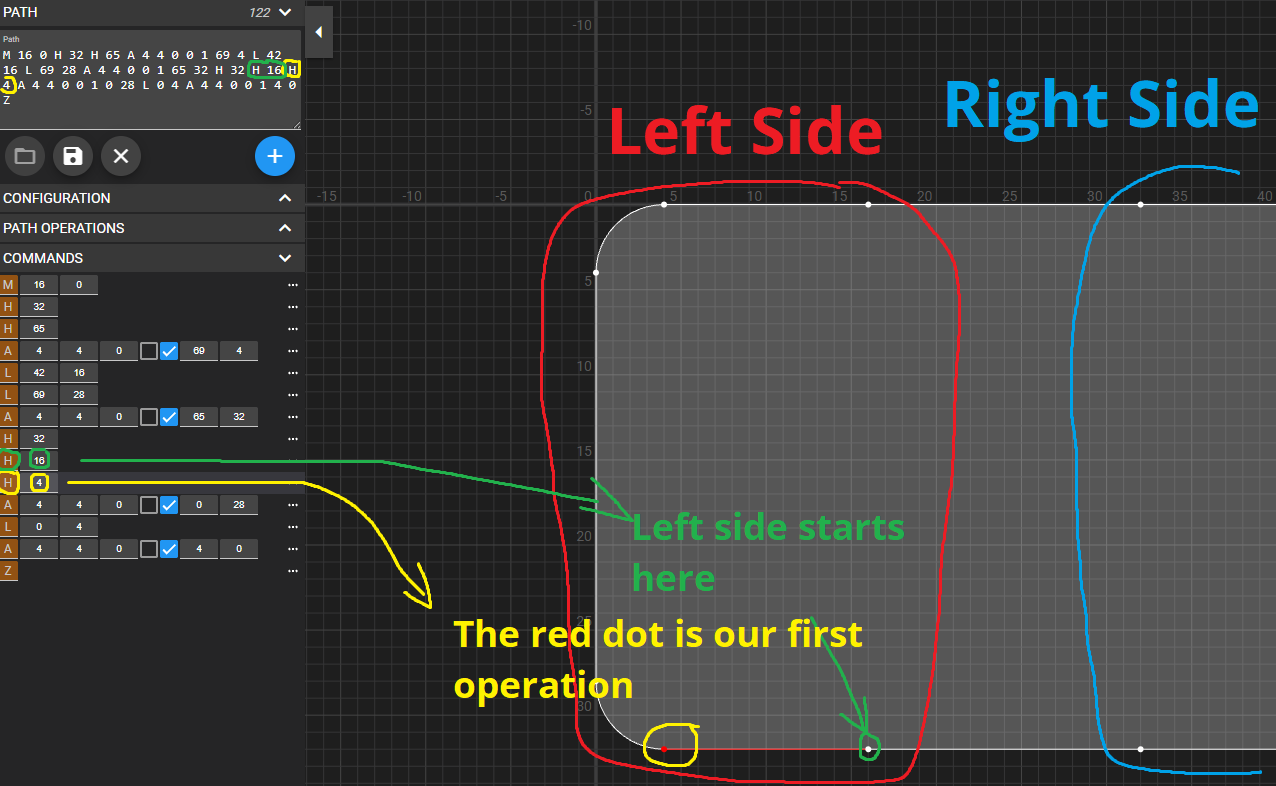 PATH 122
Path
M 16 0 H 32 H 65 A 4 4 0 0 1 69 4 L 42
16 L 69 28 A 4 4 0 0 1 65 32 H 32 H 16 H
4 A 4 4 0 0 1 0 28 L 0 4 A 4 4 0 0 1 4 0
Z
CONFIGURATION
PATH OPERATIONS
COMMANDS
M 16 0
H 32
H 65
A 4 4 0 69 4
L 42 16
L 69 28
A 4 4 0 65 32
H 32
H 16
H 4
A 4 4 0 0 28
L 0 4
A 4 4 0 4 0
Z
-10
-5
Left Side
Right Side
-15 -10 -5 0 5 10 15 20 25 30 35 40
5
10
15
20
25
30
Left side starts
here
The red dot is our first
operation